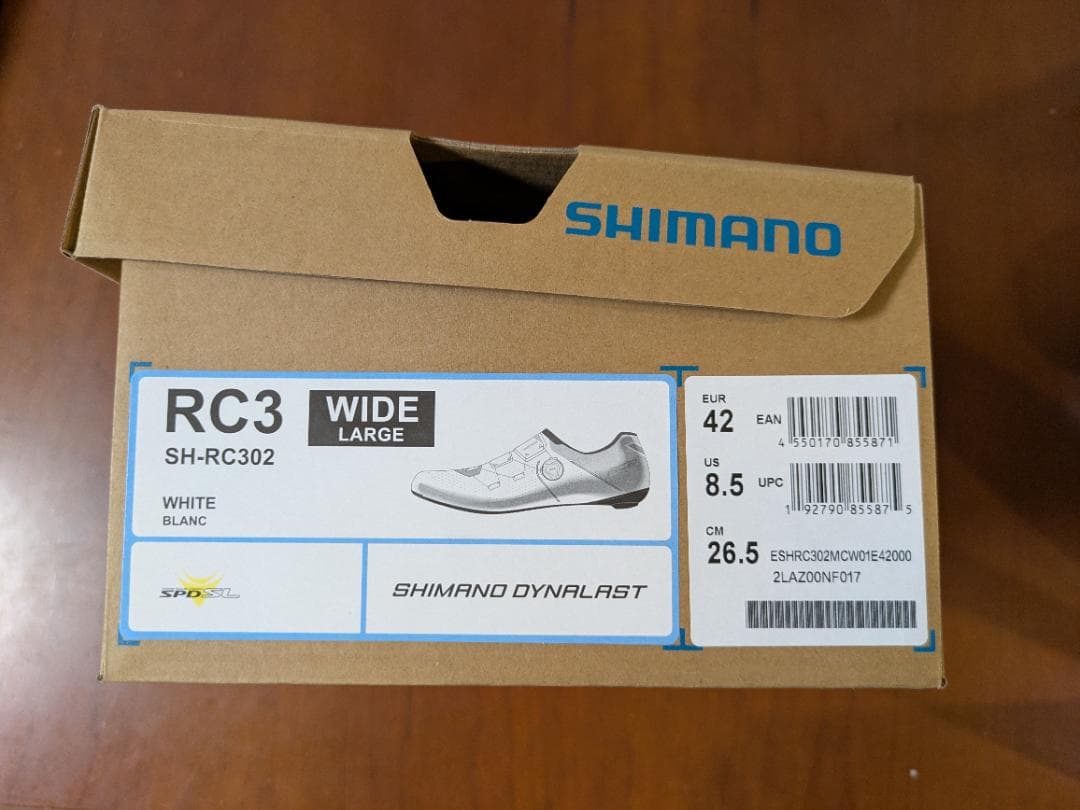 SHIMANO
RC3
WIDE
LARGE
SH-RC302
WHITE
BLANC
SPD-SL
SHIMANO DYNALAST
EUR
42
EAN
4 550170 855871
US
8.5
UPC
1 92790 85587 5
CM
26.5
ESHRC302MCW01E42000
2LAZ00NF017